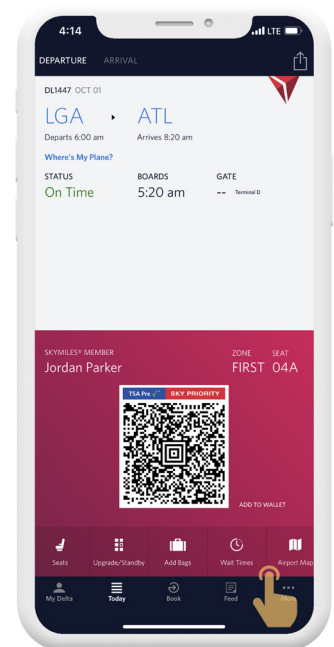 4:14 LTE
DEPARTURE ARRIVAL
DL1447 OCT 01
LGA ATL
Departs 6:00 am Arrives 8:20 am
Where's My Plane?
STATUS BOARDS GATE
On Time 5:20 am -- Terminal D
SKYMILES® MEMBER ZONE SEAT
Jordan Parker FIRST 04A
TSA Pre✓™ SKY PRIORITY
ADD TO WALLET
Seats Upgrade/Standby Add Bags Wait Times Airport Map
My Delta Today Book Feed More